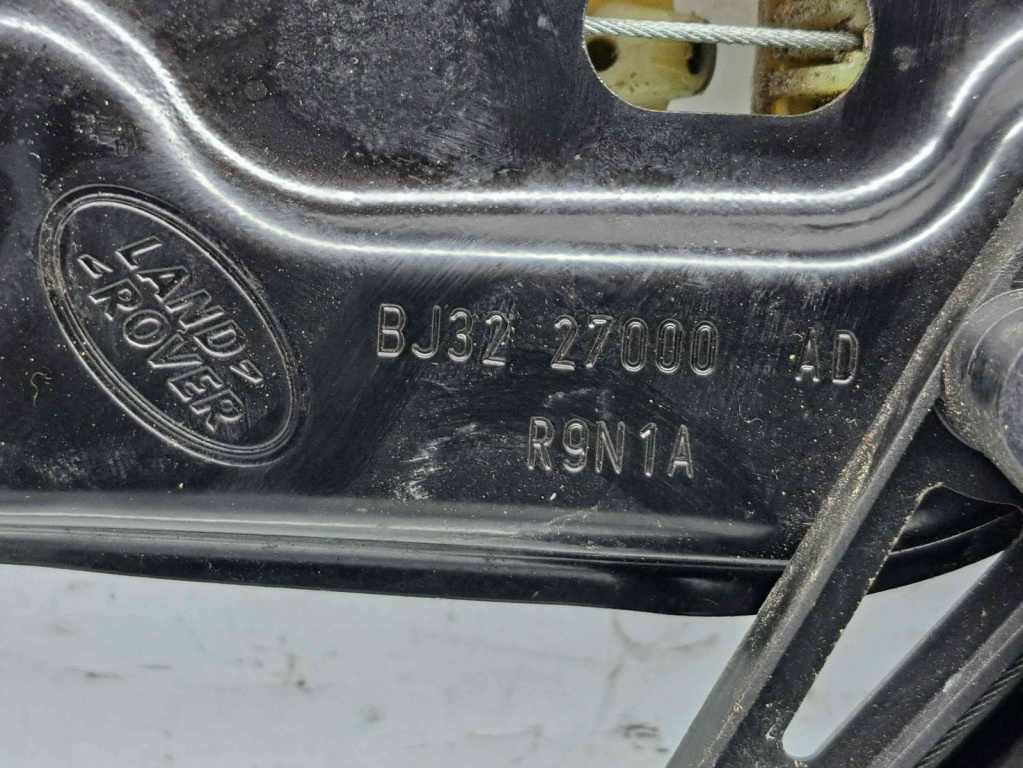 LAND
ROVER
BJ32 27000 AD
R9N1A